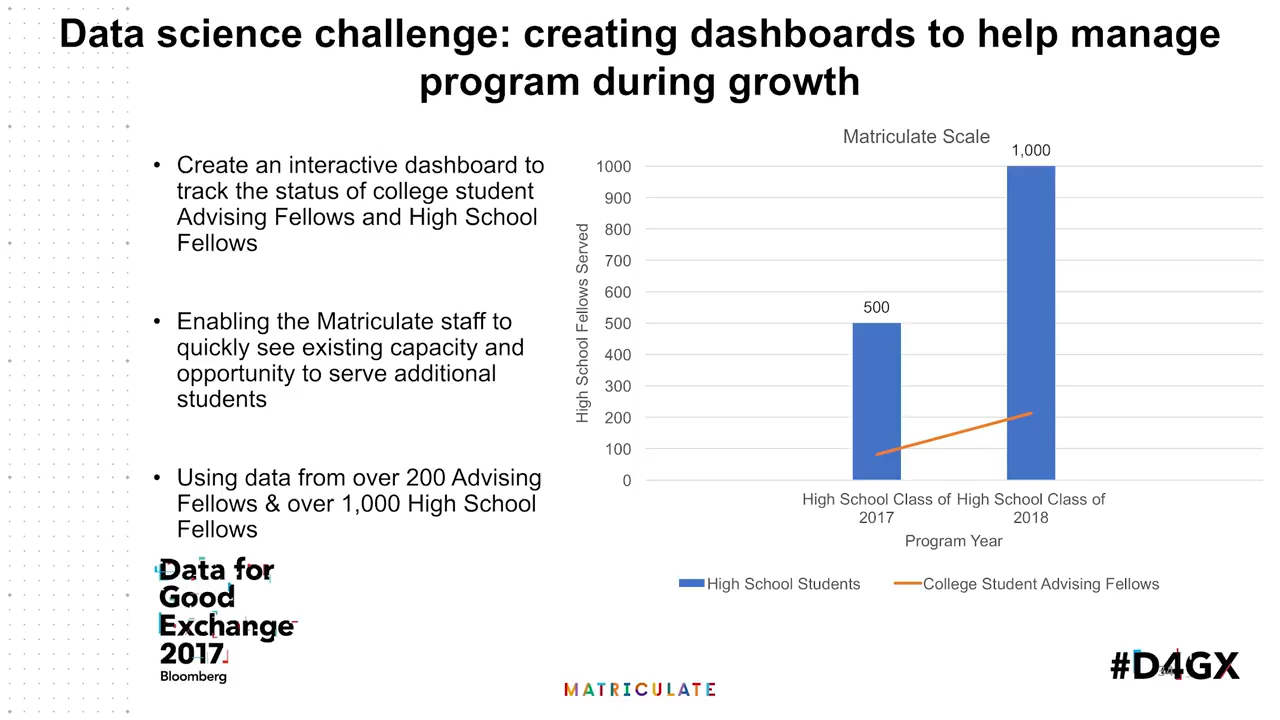 Data science challenge: creating dashboards to help manage
program during growth
• Create an interactive dashboard to
track the status of college student
Advising Fellows and High School
Fellows
• Enabling the Matriculate staff to
quickly see existing capacity and
opportunity to serve additional
students
• Using data from over 200 Advising
Fellows & over 1,000 High School
Fellows
Matriculate Scale
High School Fellows Served
1000
900
800
700
600
500
400
300
200
100
0
500
1,000
High School Class of
2017
High School Class of
2018
Program Year
High School Students
College Student Advising Fellows
Data for
Good
Exchange
2017
Bloomberg
MATRICULATE
#D4GX